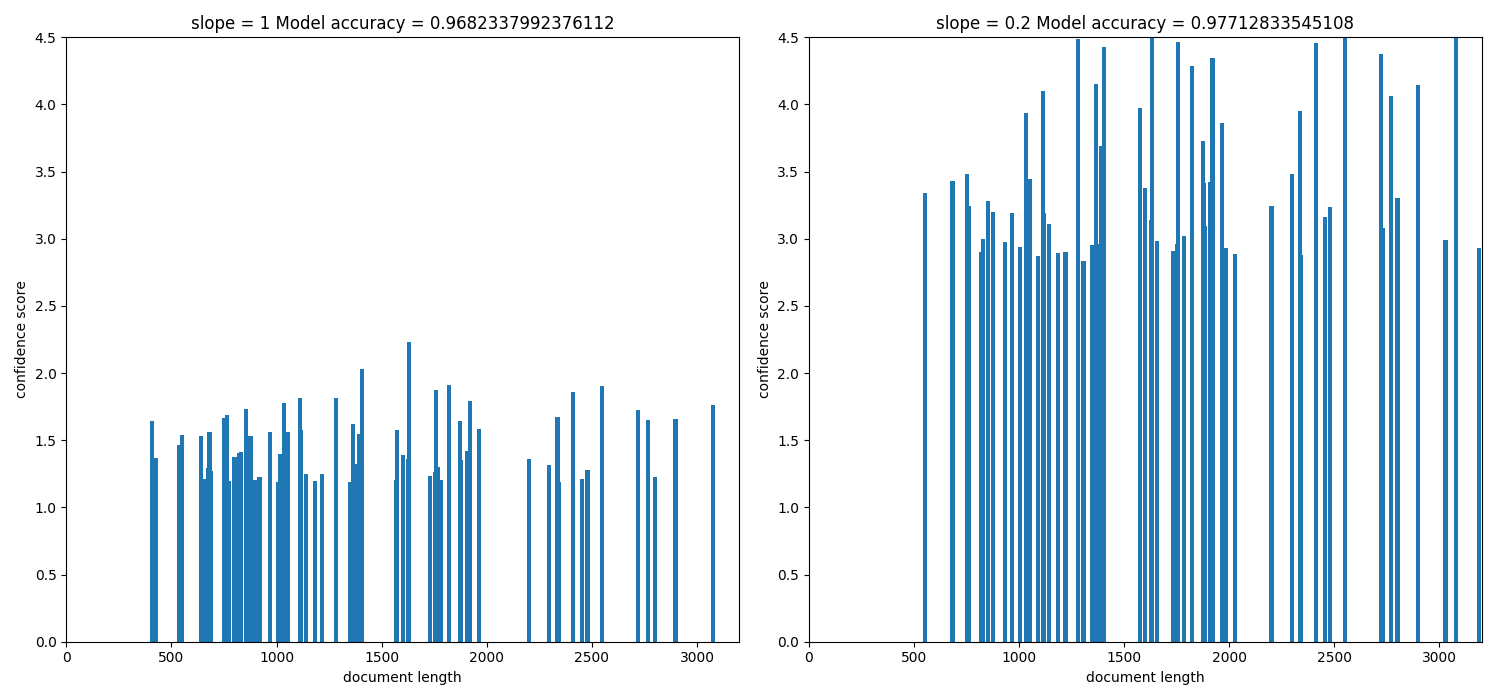 slope = 1 Model accuracy = 0.9682337992376112
confidence score
4.5
4.0
3.5
3.0
2.5
2.0
1.5
1.0
0.5
0.0
0 500 1000 1500 2000 2500 3000
document length
slope = 0.2 Model accuracy = 0.97712833545108
confidence score
4.5
4.0
3.5
3.0
2.5
2.0
1.5
1.0
0.5
0.0
0 500 1000 1500 2000 2500 3000
document length